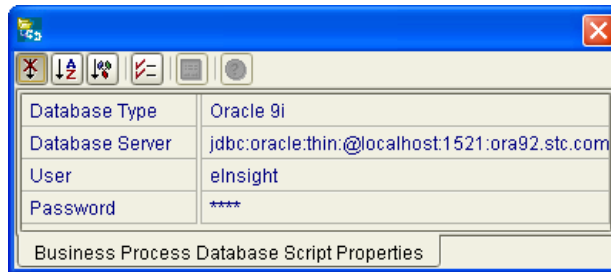 Database Type Oracle 9i
Database Server jdbc:oracle:thin:@localhost:1521:ora92.stc.com
User eInsight
Password ****
Business Process Database Script Properties